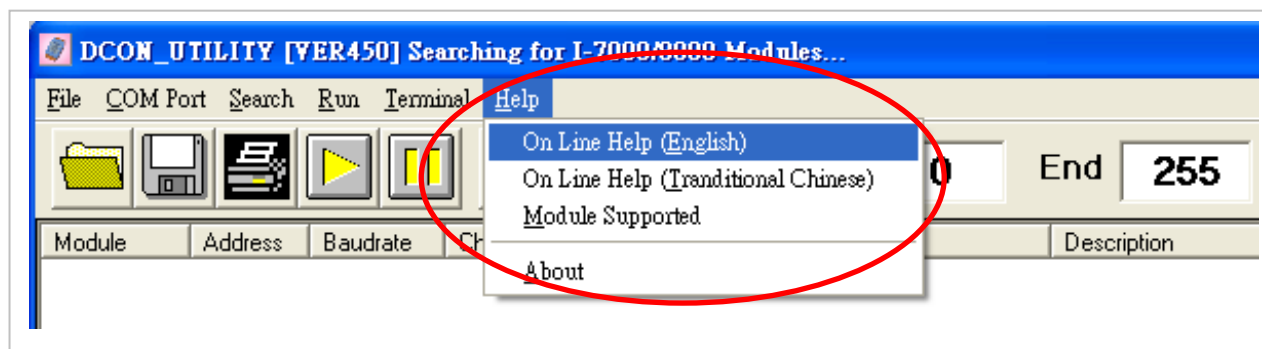 DCON_UTILITY [VER450] Searching for I-7000/8000 Modules...
File COM Port Search Run Terminal Help
On Line Help (English)
0 End 255
On Line Help (Tranditional Chinese)
Module Supported
Module Address Baudrate Description
About